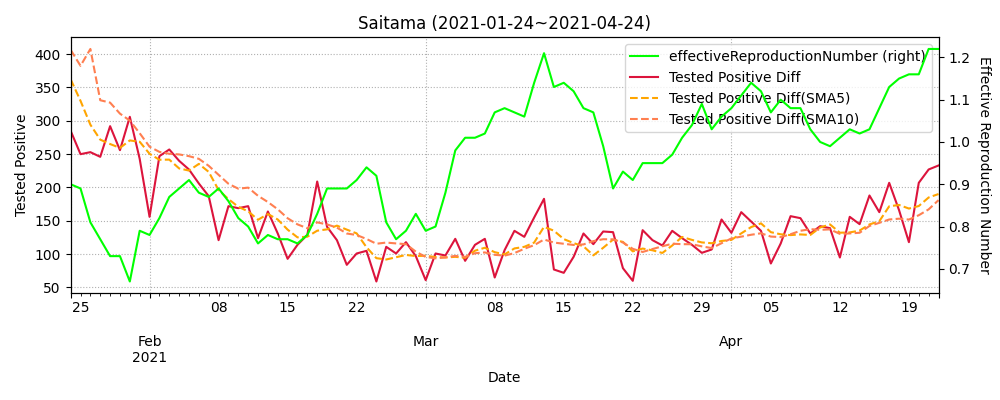 Saitama (2021-01-24~2021-04-24)
effectiveReproductionNumber (right)
Tested Positive Diff
Tested Positive Diff(SMA5)
Tested Positive Diff(SMA10)
Tested Positive
400
350
300
250
200
150
100
50
1.2
1.1
1.0
0.9
0.8
0.7
Effective Reproduction Number
25 08 15 22 08 15 22 29 05 12 19
Feb Mar Apr
2021
Date